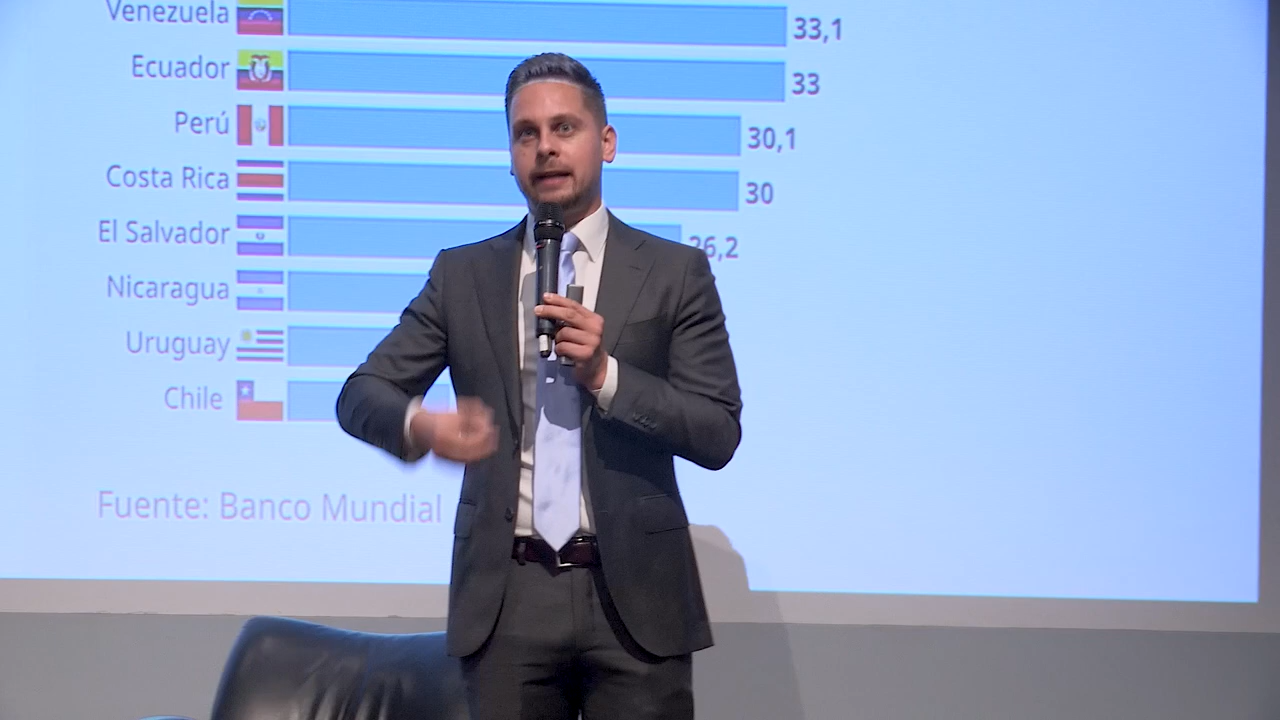 Venezuela 33,1
Ecuador 33
Perú 30,1
Costa Rica 30
El Salvador 26,2
Nicaragua
Uruguay
Chile
Fuente: Banco Mundial